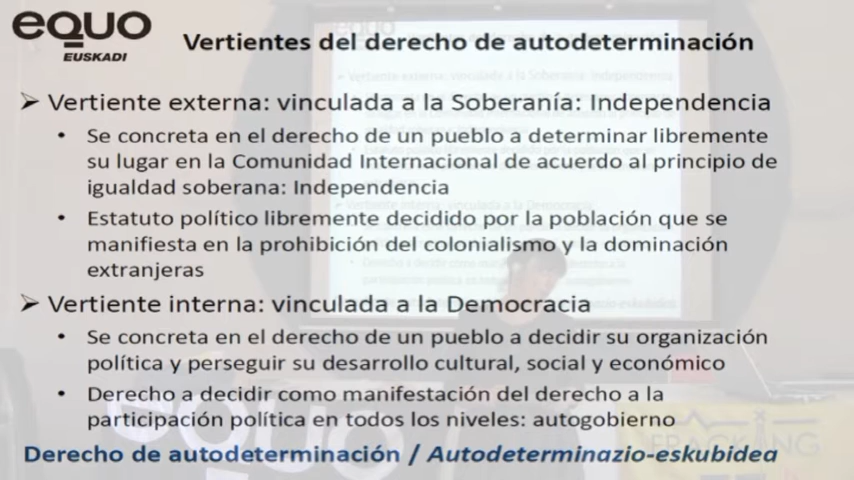 equo
EUSKADI
Vertientes del derecho de autodeterminación
➢ Vertiente externa: vinculada a la Soberanía: Independencia
• Se concreta en el derecho de un pueblo a determinar libremente
su lugar en la Comunidad Internacional de acuerdo al principio de
igualdad soberana: Independencia
• Estatuto político libremente decidido por la población que se
manifiesta en la prohibición del colonialismo y la dominación
extranjeras
➢ Vertiente interna: vinculada a la Democracia
• Se concreta en el derecho de un pueblo a decidir su organización
política y perseguir su desarrollo cultural, social y económico
• Derecho a decidir como manifestación del derecho a la
participación política en todos los niveles: autogobierno
equo
FRACKING
Derecho de autodeterminación / Autodeterminazio-eskubidea